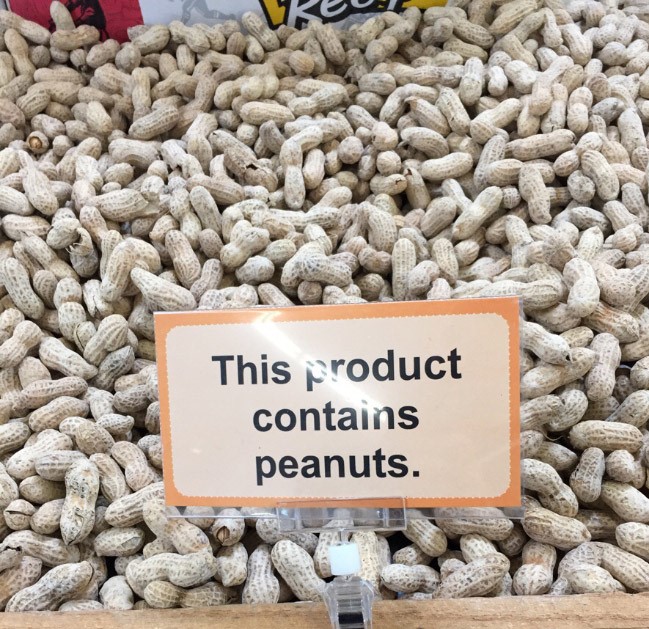 This product
contains
peanuts.